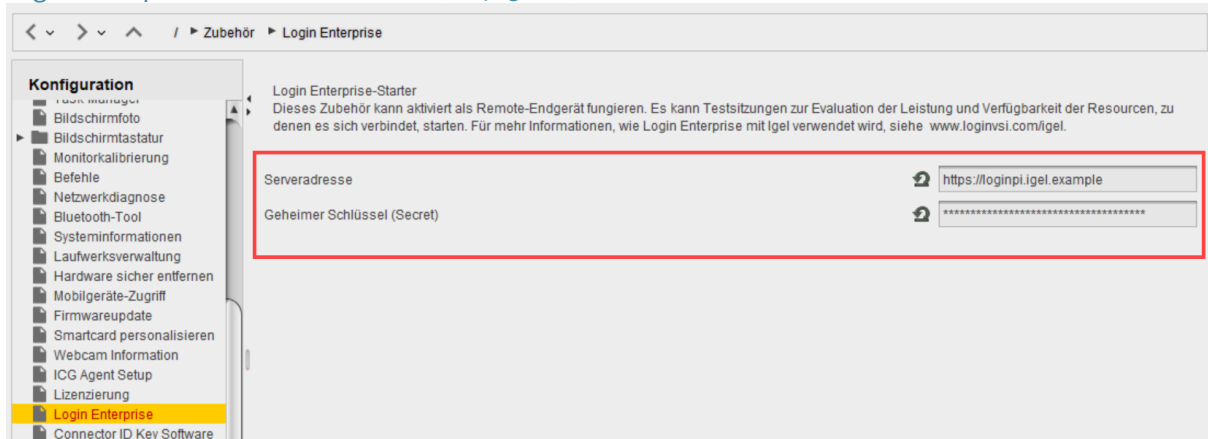 / ▸ Zubehör ▸ Login Enterprise
Konfiguration
Task Manager
Bildschirmfoto
Bildschirmtastatur
Monitorkalibrierung
Befehle
Netzwerkdiagnose
Bluetooth-Tool
Systeminformationen
Laufwerksverwaltung
Hardware sicher entfernen
Mobilgeräte-Zugriff
Firmwareupdate
Smartcard personalisieren
Webcam Information
ICG Agent Setup
Lizenzierung
Login Enterprise
Connector ID Key Software
Login Enterprise-Starter
Dieses Zubehör kann aktiviert als Remote-Endgerät fungieren. Es kann Testsitzungen zur Evaluation der Leistung und Verfügbarkeit der Resourcen, zu
denen es sich verbindet, starten. Für mehr Informationen, wie Login Enterprise mit Igel verwendet wird, siehe www.loginvsi.com/igel.
Serveradresse
https://loginpi.igel.example
Geheimer Schlüssel (Secret)
*************************************